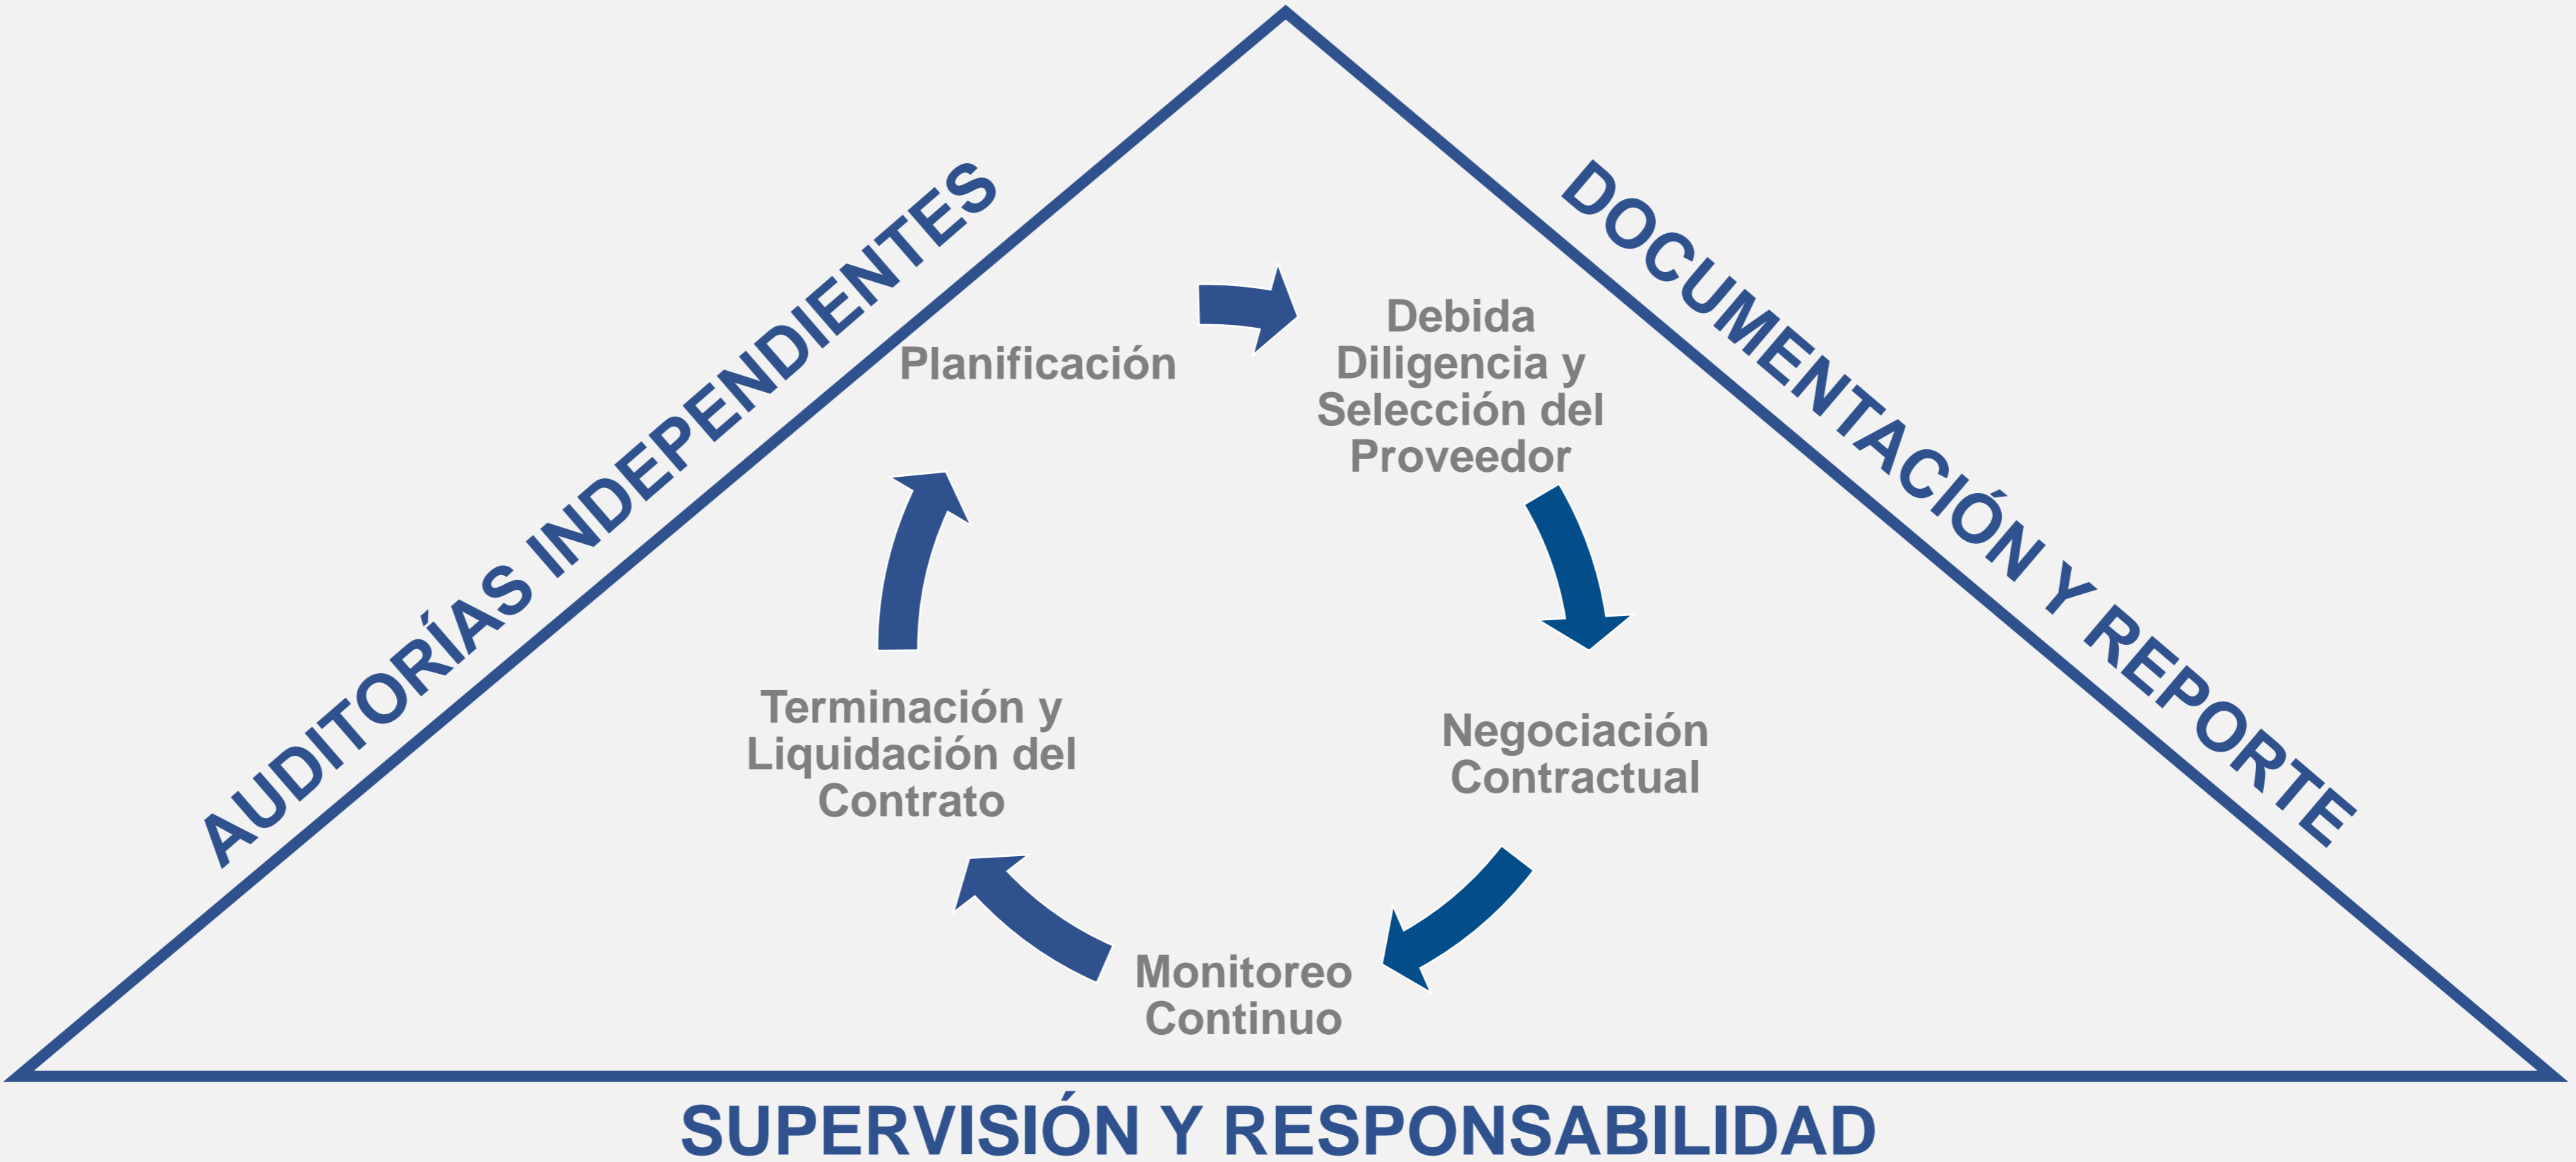 AUDITORÍAS INDEPENDIENTES
DOCUMENTACIÓN Y REPORTE
Planificación
Debida
Diligencia y
Selección del
Proveedor
Negociación
Contractual
Monitoreo
Continuo
Terminación y
Liquidación del
Contrato
SUPERVISIÓN Y RESPONSABILIDAD